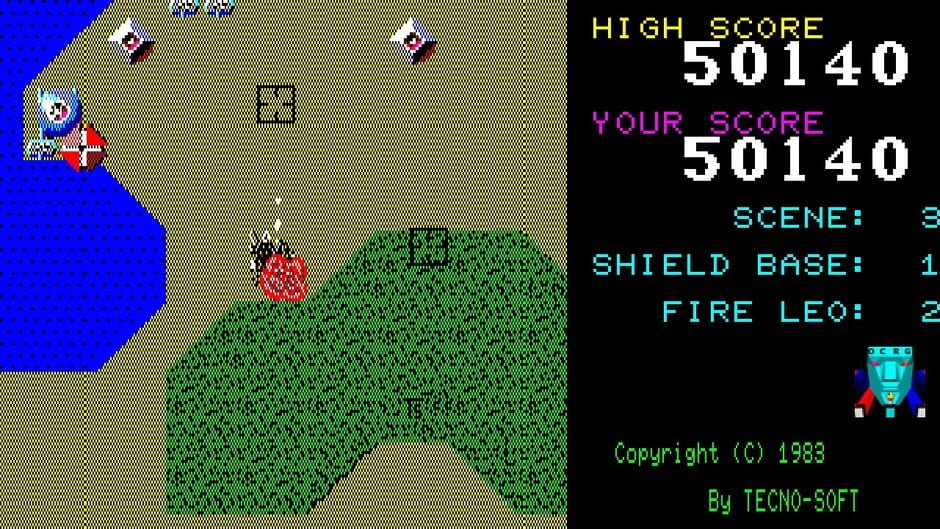 HIGH SCORE
50140
YOUR SCORE
50140
SCENE: 3
SHIELD BASE: 1
FIRE LEO: 2
OCRG
Copyright (C) 1983
By TECNO-SOFT